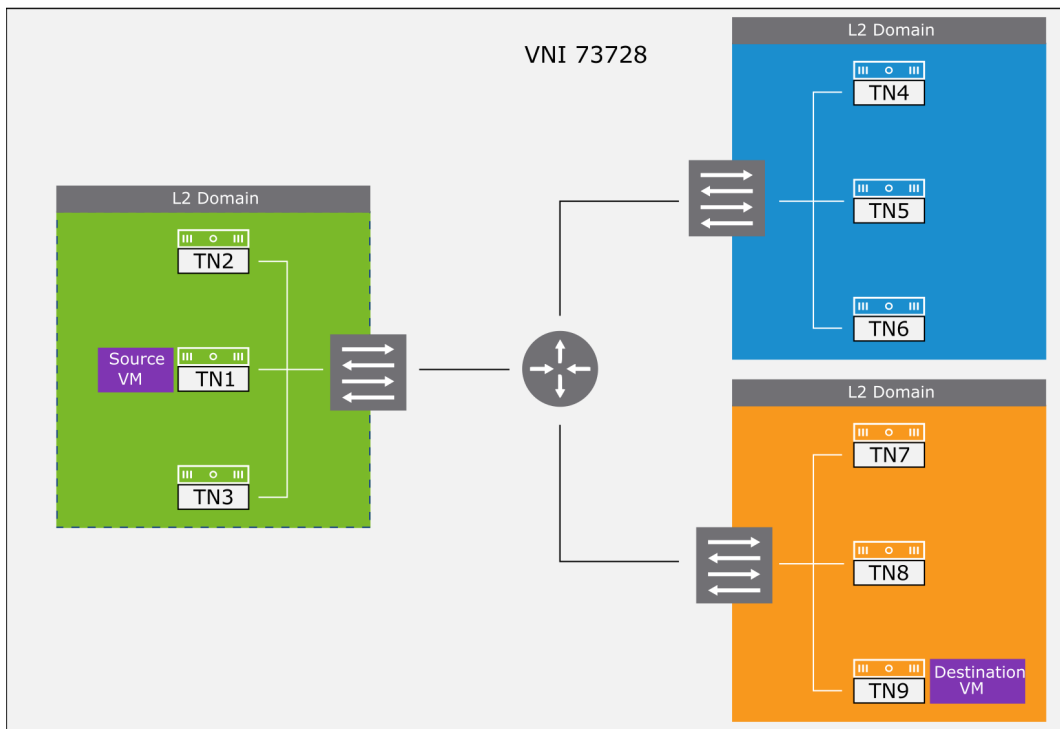 VNI 73728
L2 Domain
TN2
Source
VM
TN1
TN3
L2 Domain
TN4
TN5
TN6
L2 Domain
TN7
TN8
TN9
Destination
VM